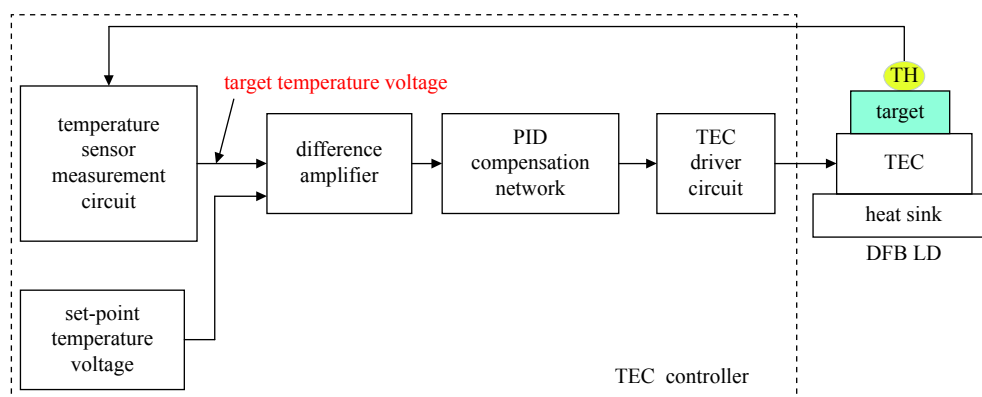 target temperature voltage
TH
target
TEC
heat sink
DFB LD
temperature
sensor
measurement
circuit
difference
amplifier
PID
compensation
network
TEC
driver
circuit
set-point
temperature
voltage
TEC controller